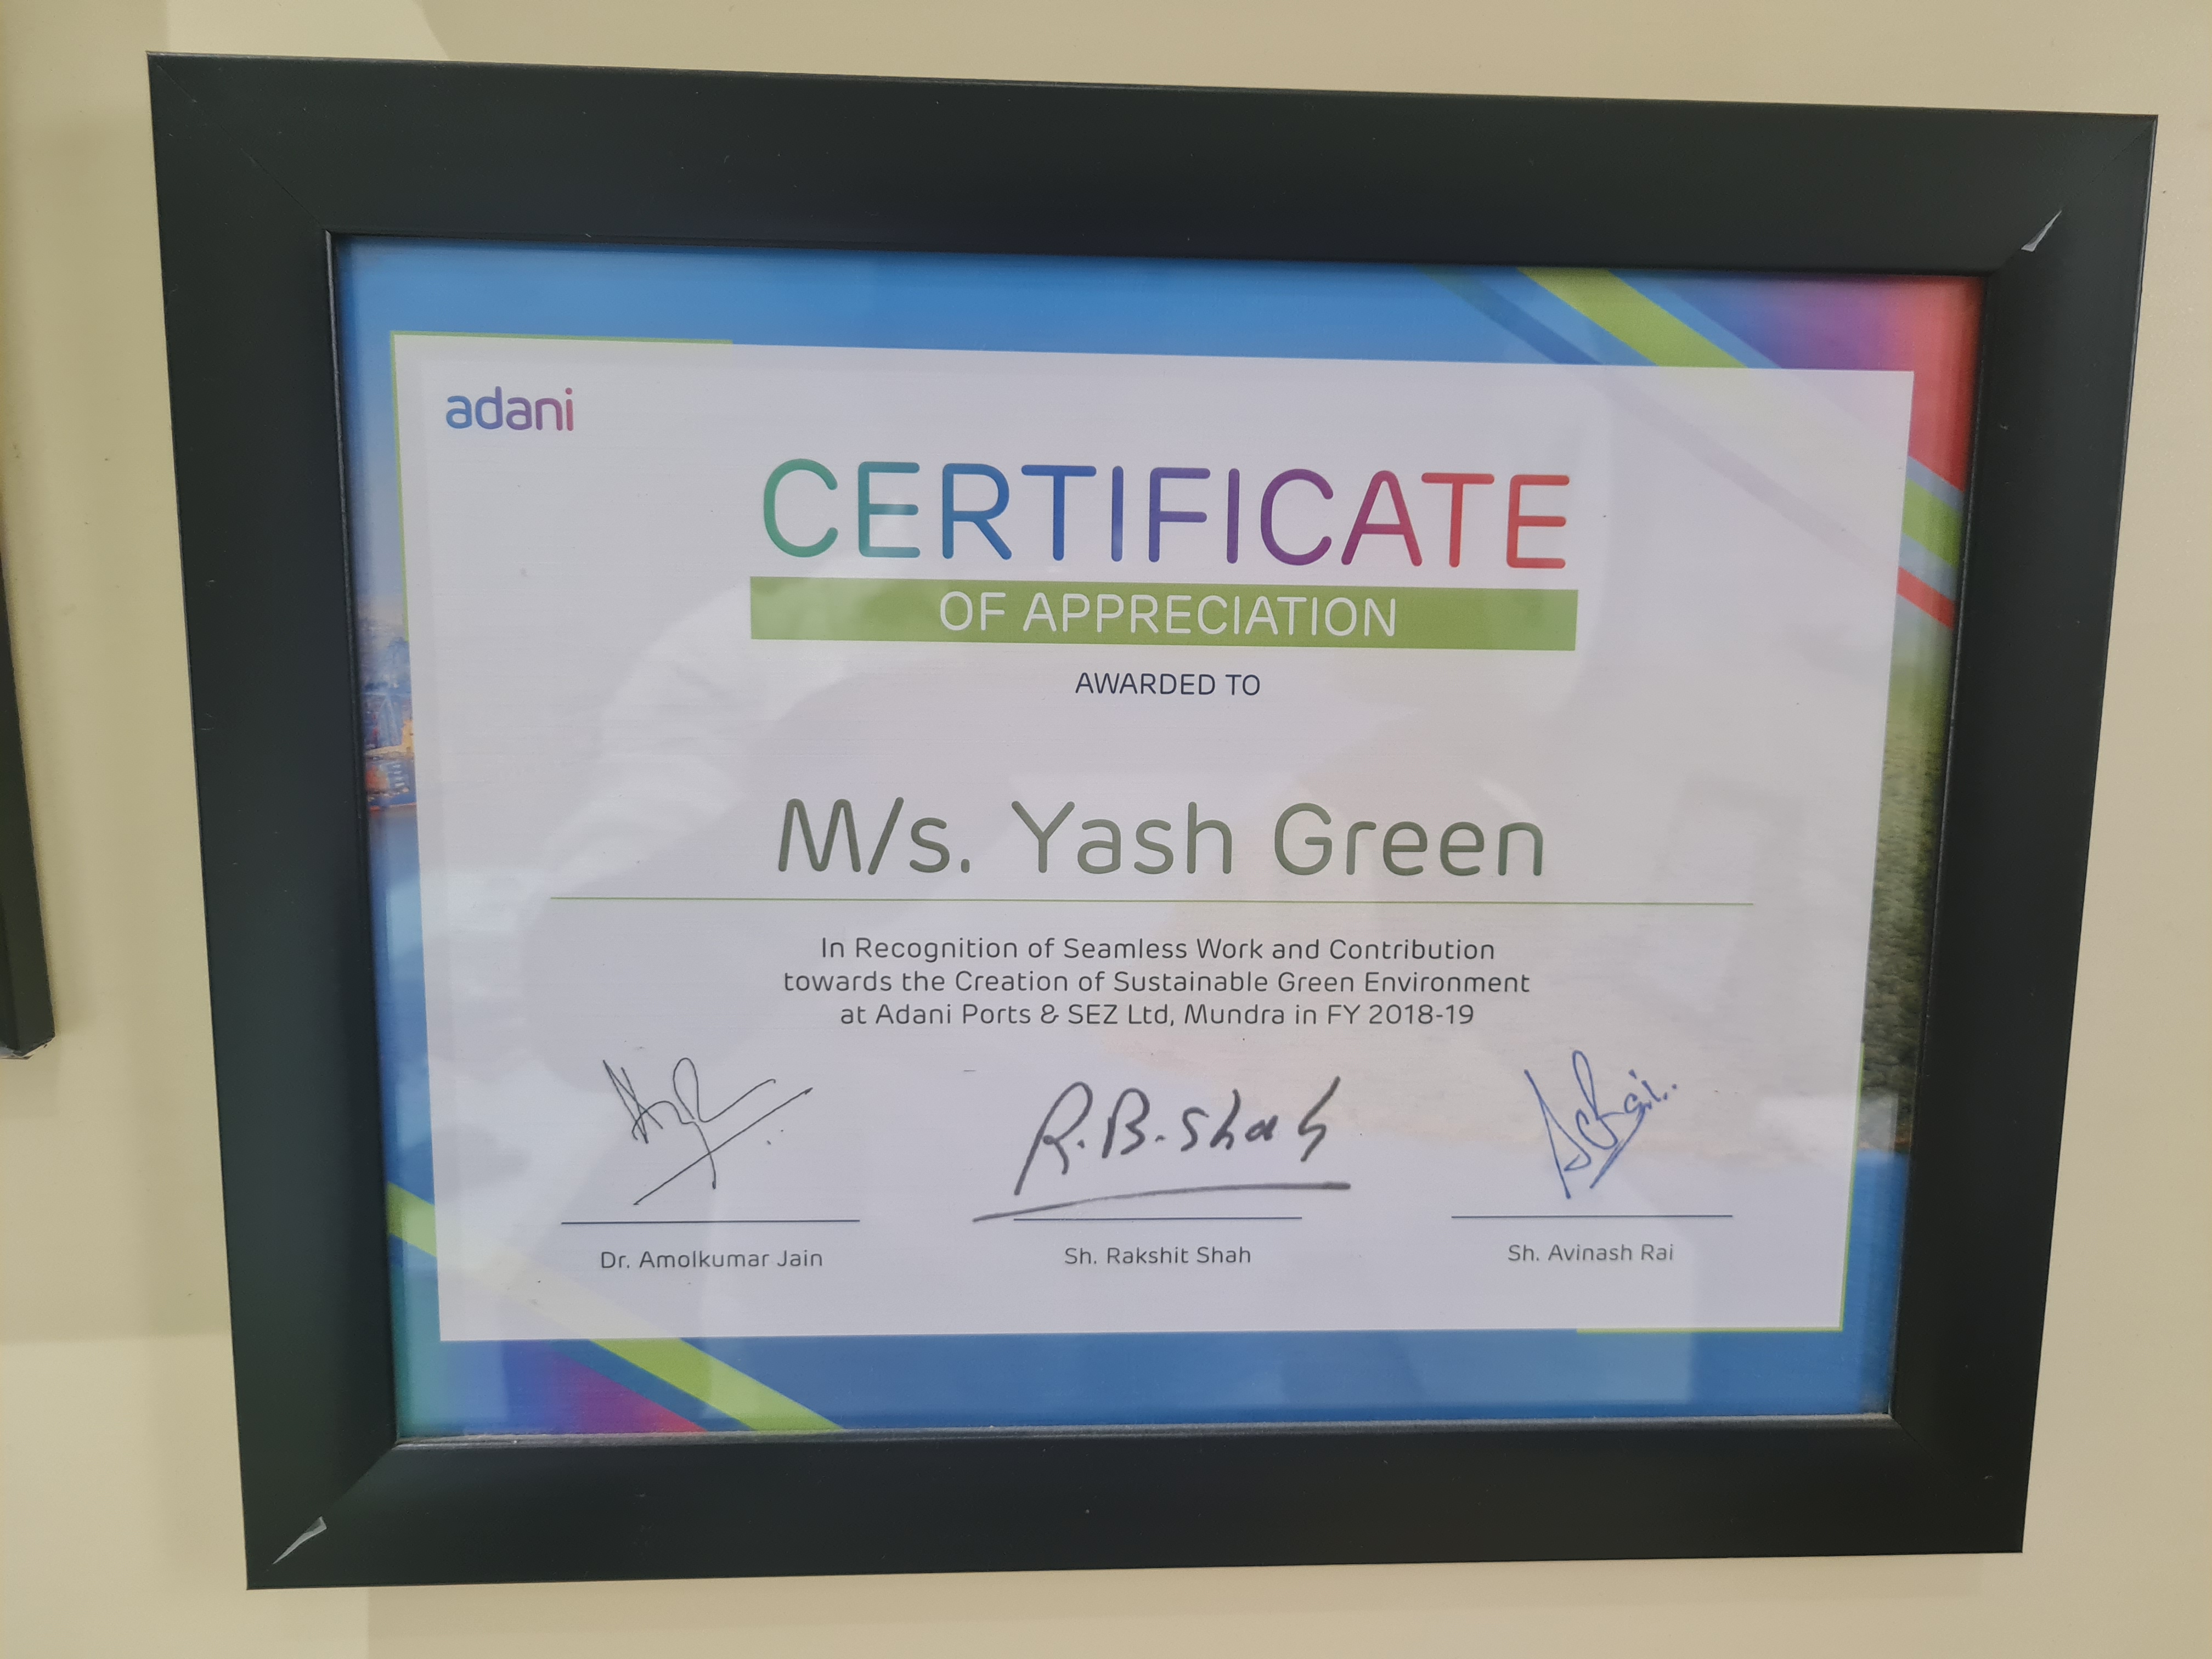 adani
CERTIFICATE
OF APPRECIATION
AWARDED TO
M/s. Yash Green
In Recognition of Seamless Work and Contribution
towards the Creation of Sustainable Green Environment
at Adani Ports & SEZ Ltd, Mundra in FY 2018-19
R.B.Shah
Dr. Amolkumar Jain
Sh. Rakshit Shah
Sh. Avinash Rai